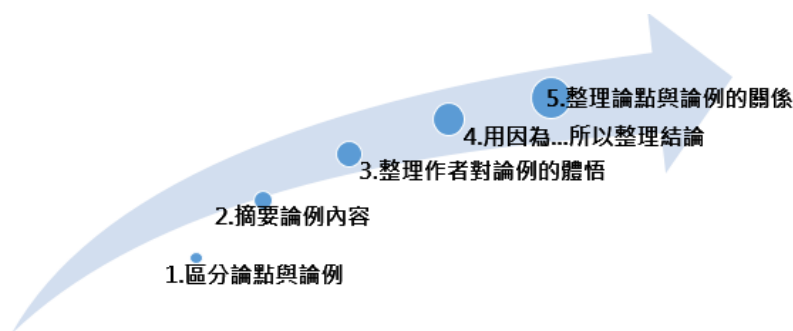 1.區分論點與論例
2.摘要論例內容
3.整理作者對論例的體悟
4.用因為...所以整理結論
5.整理論點與論例的關係